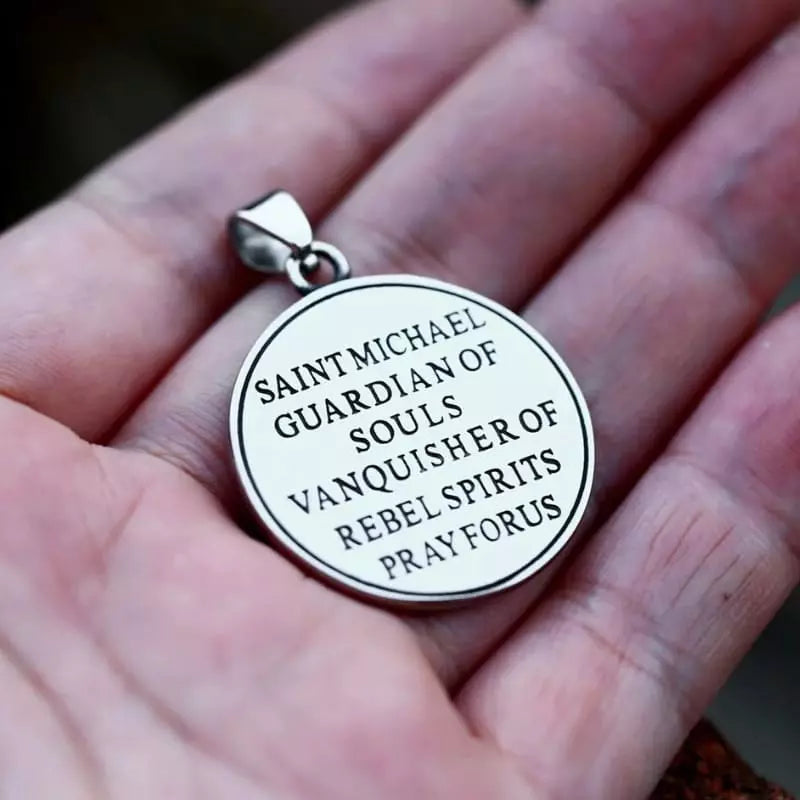 SAINT MICHAEL
GUARDIAN OF
SOULS
VANQUISHER OF
REBEL SPIRITS
PRAY FOR US